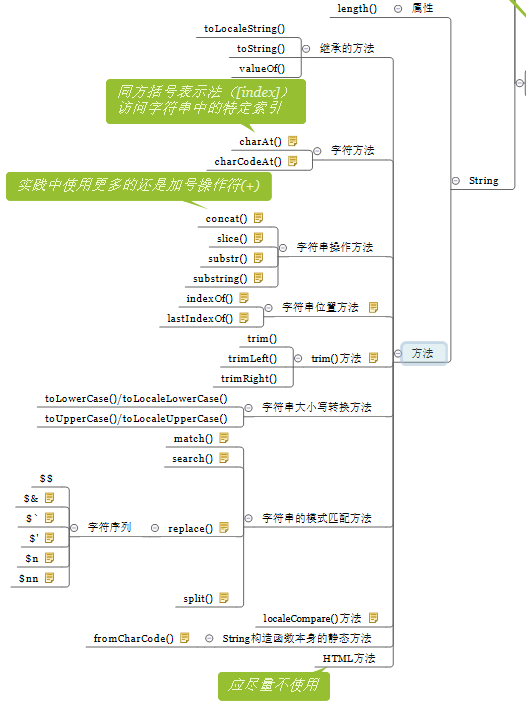 length()
属性
toLocaleString()
toString()
继承的方法
valueOf()
同方括号表示法（[index]）
访问字符串中的特定索引
charAt()
字符方法
charCodeAt()
String
实践中使用更多的还是加号操作符(+)
concat()
slice()
字符串操作方法
substr()
substring()
indexOf()
字符串位置方法
lastIndexOf()
trim()
方法
trimLeft()
trim()方法
trimRight()
toLowerCase()/toLocaleLowerCase()
字符串大小写转换方法
toUpperCase()/toLocaleUpperCase()
match()
search()
$$
$&
$`
字符串的模式匹配方法
字符序列
replace()
$'
$n
$nn
split()
localeCompare()方法
fromCharCode()
String构造函数本身的静态方法
HTML方法
应尽量不使用